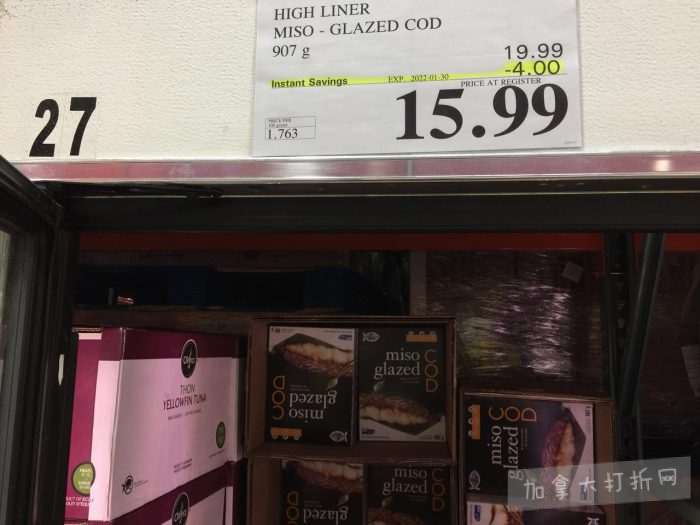 HIGH LINER
MISO - GLAZED COD
907 g
19.99
-4.00
Instant Savings EXP 2022-01-30 PRICE AT REGISTER
15.99
1.763
27
THON
YELLOWFIN TUNA
miso
glazed
COD
miso
glazed
COD
miso
glazed
COD
miso
glazed
COD
加拿大打折网